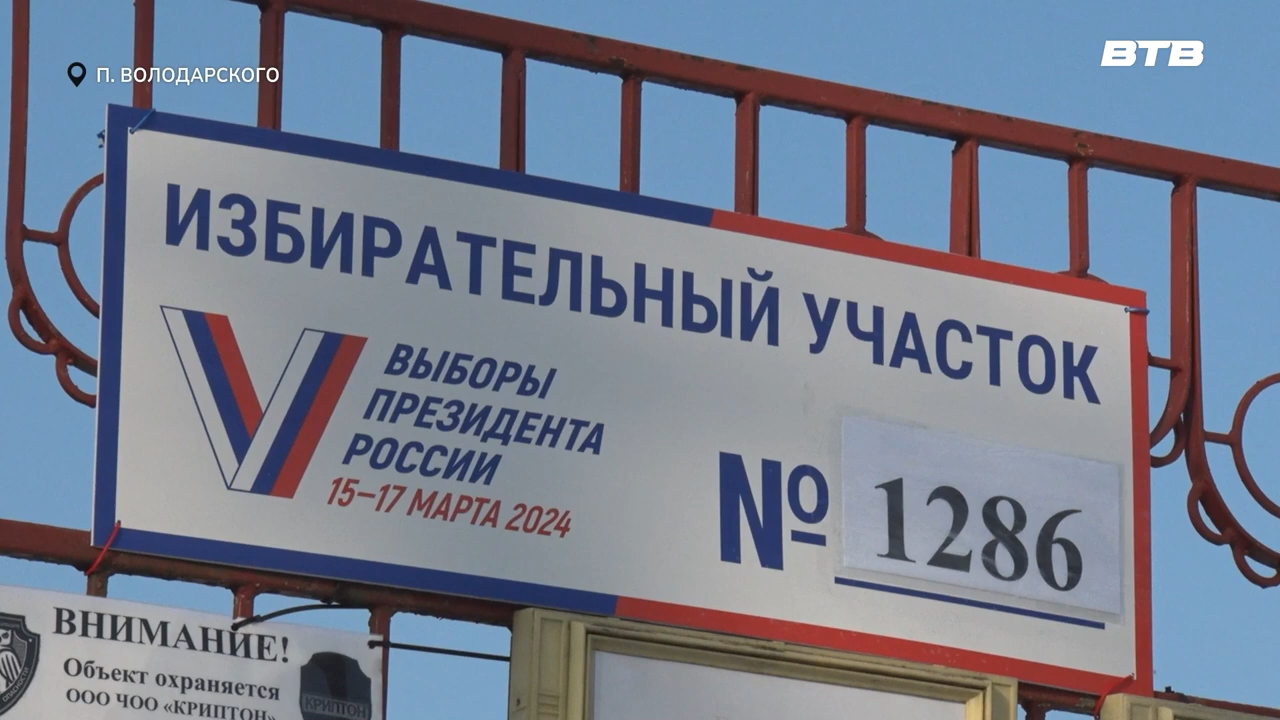 П. ВОЛОДАРСКОГО
ВТВ
ИЗБИРАТЕЛЬНЫЙ УЧАСТОК
ВЫБОРЫ
ПРЕЗИДЕНТА
РОССИИ
15–17 МАРТА 2024
№ 1286
ВНИМАНИЕ!
Объект охраняется
ООО ЧОО «КРИПТОН»
КРИПТОН